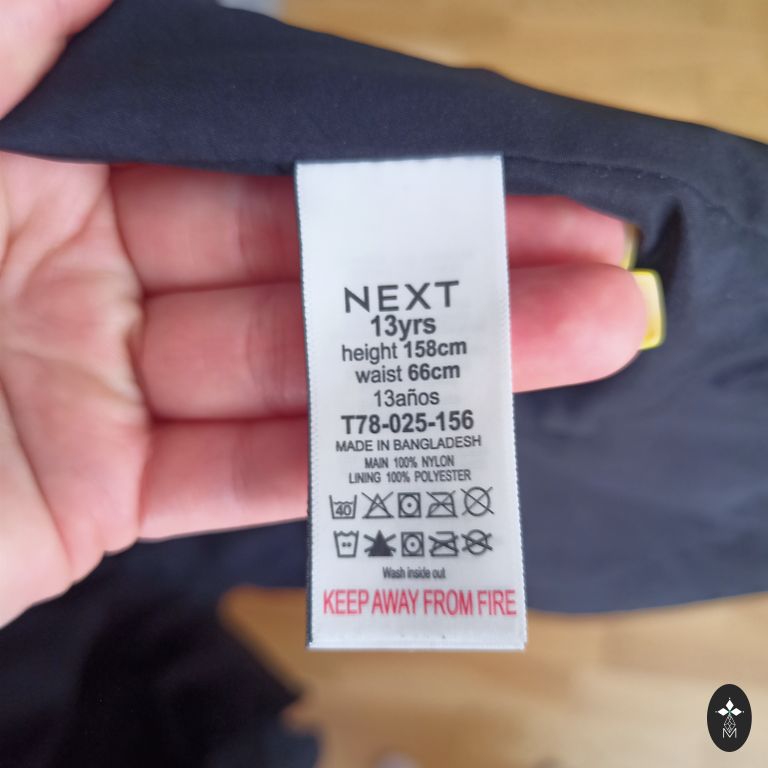 NEXT
13yrs
height 158cm
waist 66cm
13años
T78-025-156
MADE IN BANGLADESH
MAIN 100% NYLON
LINING 100% POLYESTER
40
Wash inside out
KEEP AWAY FROM FIRE
M